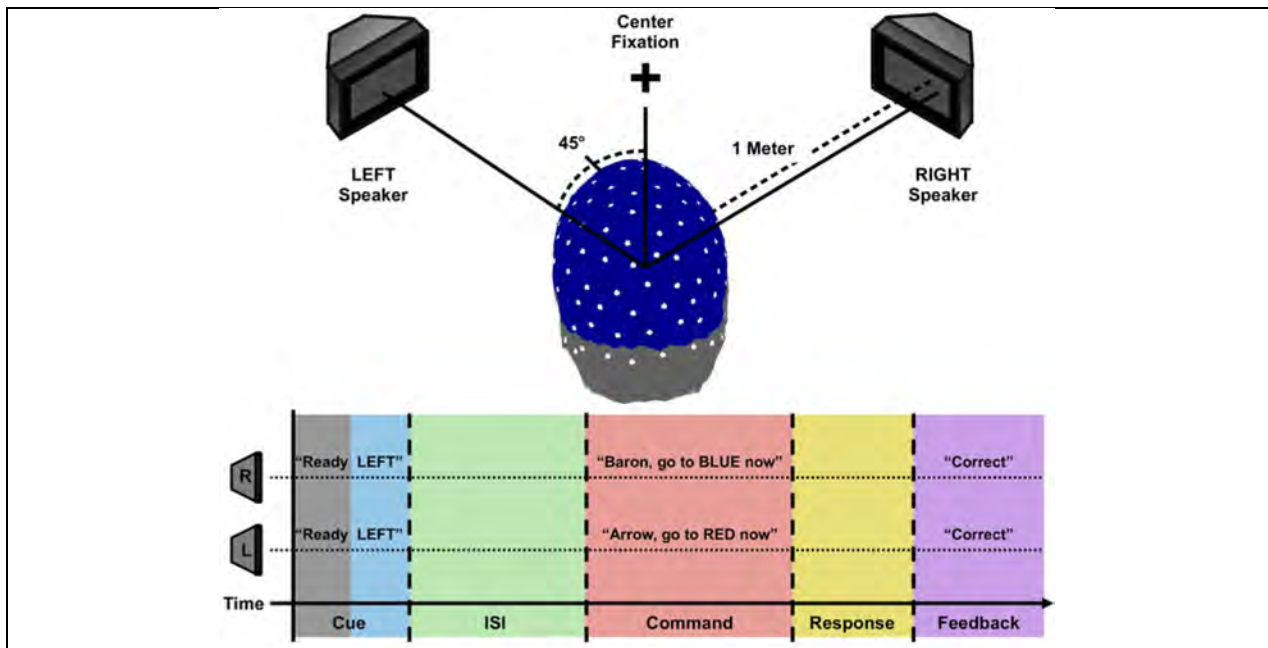 Center
Fixation
45°
1 Meter
LEFT
Speaker
RIGHT
Speaker
R
"Ready LEFT"
"Baron, go to BLUE now"
"Correct"
L
"Ready LEFT"
"Arrow, go to RED now"
"Correct"
Time
Cue
ISI
Command
Response
Feedback